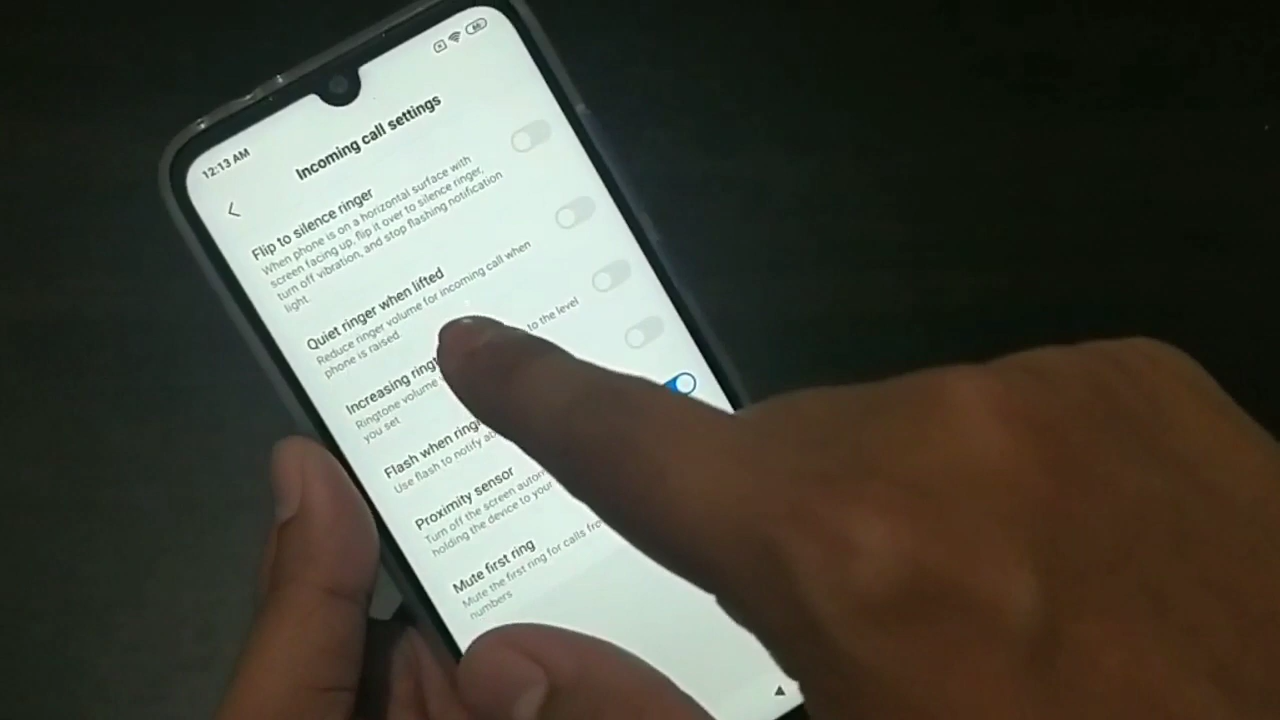 12:13 AM
66
Incoming call settings
Flip to silence ringer
When phone is on a horizontal surface with
screen facing up, flip it over to silence ringer,
turn off vibration, and stop flashing notification
light.
Quiet ringer when lifted
Reduce ringer volume for incoming call when
phone is raised
Increasing ringt
Ringtone volume to the level
you set
Flash when ring
Use flash to notify ab
Proximity sensor
Turn off the screen autom
holding the device to your
Mute first ring
Mute the first ring for calls fro
numbers